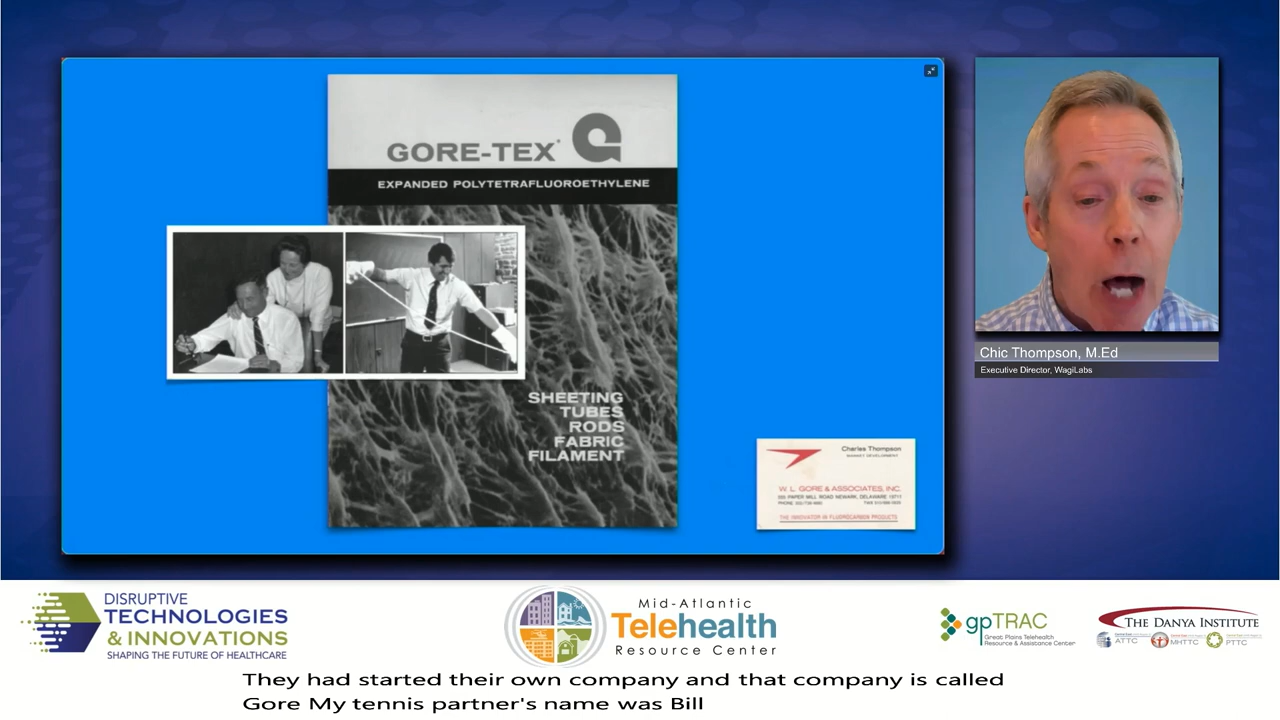 GORE-TEX
EXPANDED POLYTETRAFLUOROETHYLENE
SHEETING
TUBES
RODS
FABRIC
FILAMENT
Charles Thompson
MARKET DEVELOPMENT
W. L. GORE & ASSOCIATES, INC.
555 PAPER MILL ROAD NEWARK, DELAWARE 19711
THE INNOVATOR IN FLUOROCARBON PRODUCTS
Chic Thompson, M.Ed
Executive Director, WagiLabs
DISRUPTIVE
TECHNOLOGIES
& INNOVATIONS
SHAPING THE FUTURE OF HEALTHCARE
Mid-Atlantic
Telehealth
Resource Center
gpTRAC
Great Plains Telehealth
Resource & Assistance Center
THE DANYA INSTITUTE
ATTC
MHTTC
PTTC
They had started their own company and that company is called
Gore My tennis partner's name was Bill